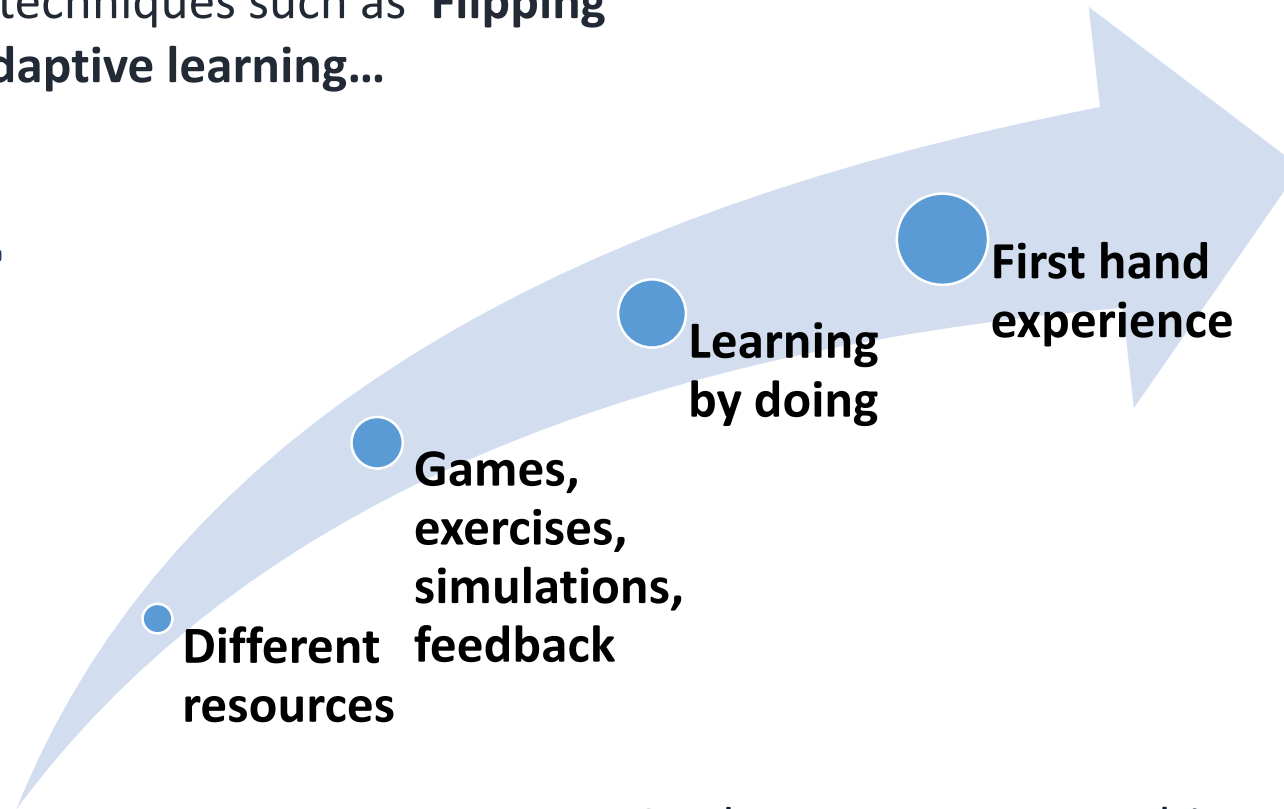 techniques such as Flipping
daptive learning...
First hand
experience
Learning
by doing
Games,
exercises,
simulations,
feedback
Different
resources